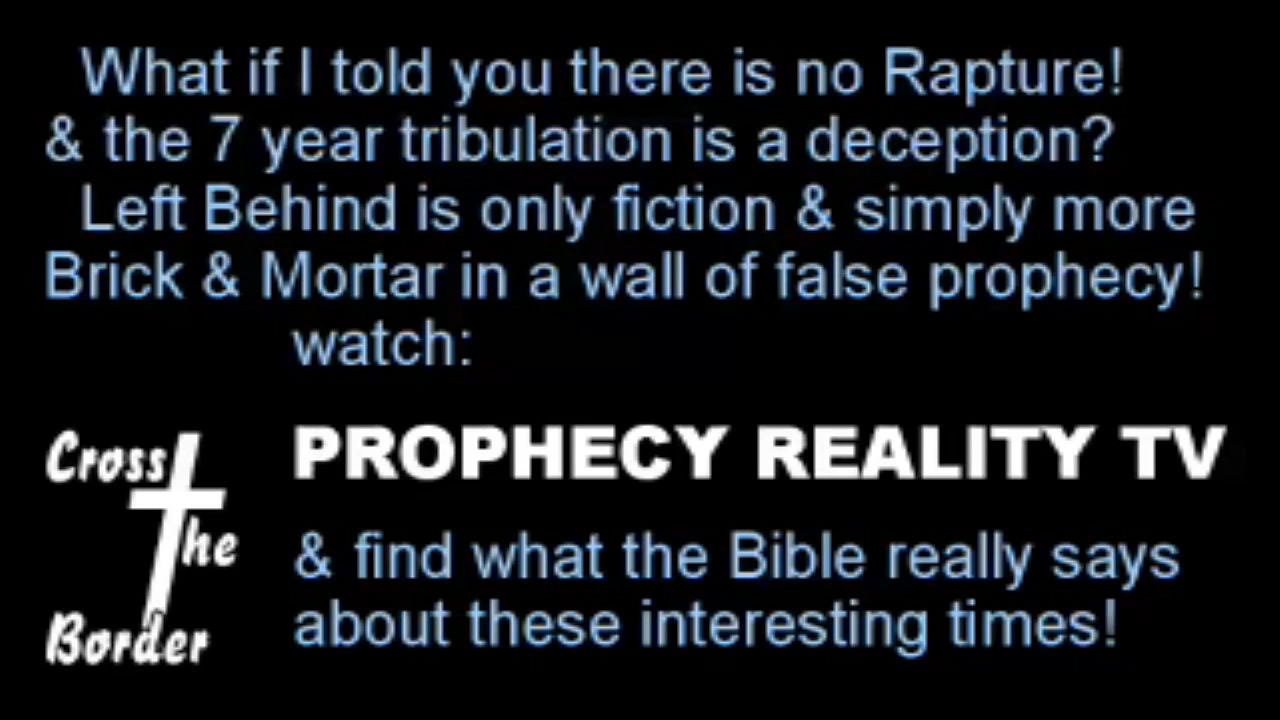 What if I told you there is no Rapture!
& the 7 year tribulation is a deception?
Left Behind is only fiction & simply more
Brick & Mortar in a wall of false prophecy!
watch:
PROPHECY REALITY TV
& find what the Bible really says
about these interesting times!
Cross
The
Border